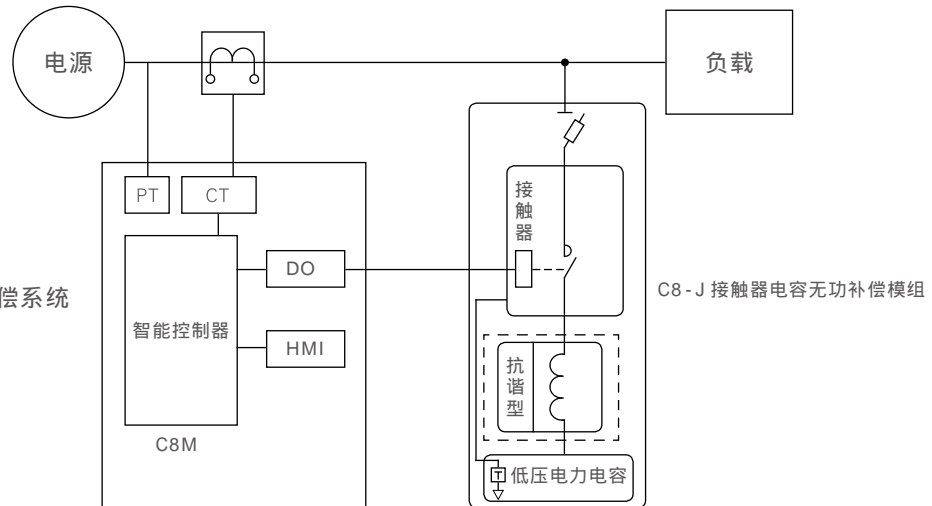 电源
负载
PT
CT
接触器
DO
偿系统
C8-J 接触器电容无功补偿模组
智能控制器
HMI
抗谐型
C8M
T
低压电力电容